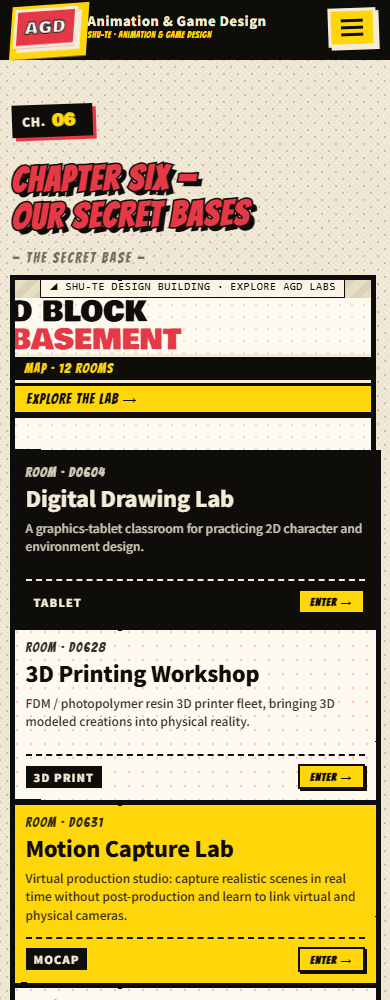 AGD
Animation & Game Design
SHU-TE · ANIMATION & GAME DESIGN
CH. 06
CHAPTER SIX —
OUR SECRET BASES
— THE SECRET BASE —
◢ SHU-TE DESIGN BUILDING · EXPLORE AGD LABS
D BLOCK
BASEMENT
MAP · 12 ROOMS
EXPLORE THE LAB →
ROOM · D0604
Digital Drawing Lab
A graphics-tablet classroom for practicing 2D character and
environment design.
TABLET
ENTER →
ROOM · D0628
3D Printing Workshop
FDM / photopolymer resin 3D printer fleet, bringing 3D
modeled creations into physical reality.
3D PRINT
ENTER →
ROOM · D0631
Motion Capture Lab
Virtual production studio: capture realistic scenes in real
time without post-production and learn to link virtual and
physical cameras.
MOCAP
ENTER →